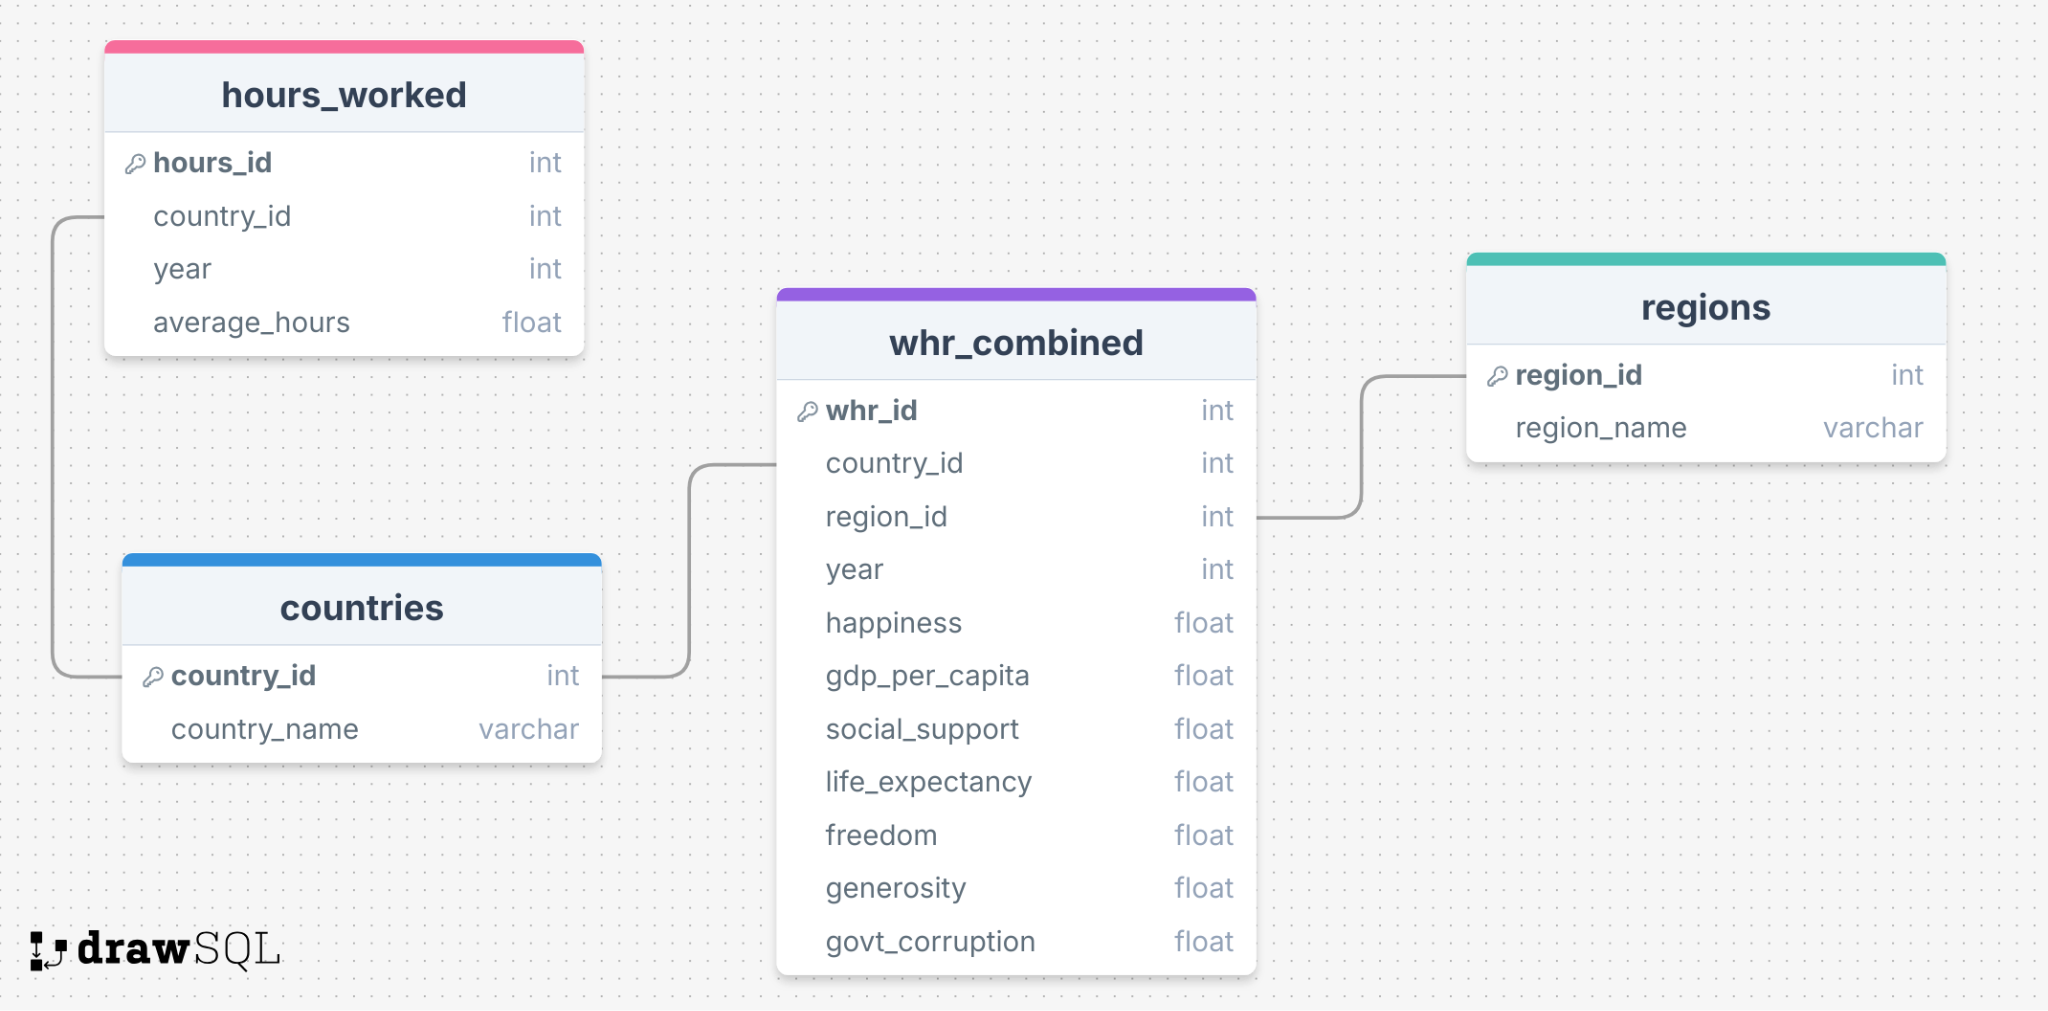 hours_worked
hours_id int
country_id int
year int
average_hours float
countries
country_id int
country_name varchar
whr_combined
whr_id int
country_id int
region_id int
year int
happiness float
gdp_per_capita float
social_support float
life_expectancy float
freedom float
generosity float
govt_corruption float
regions
region_id int
region_name varchar
drawSQL